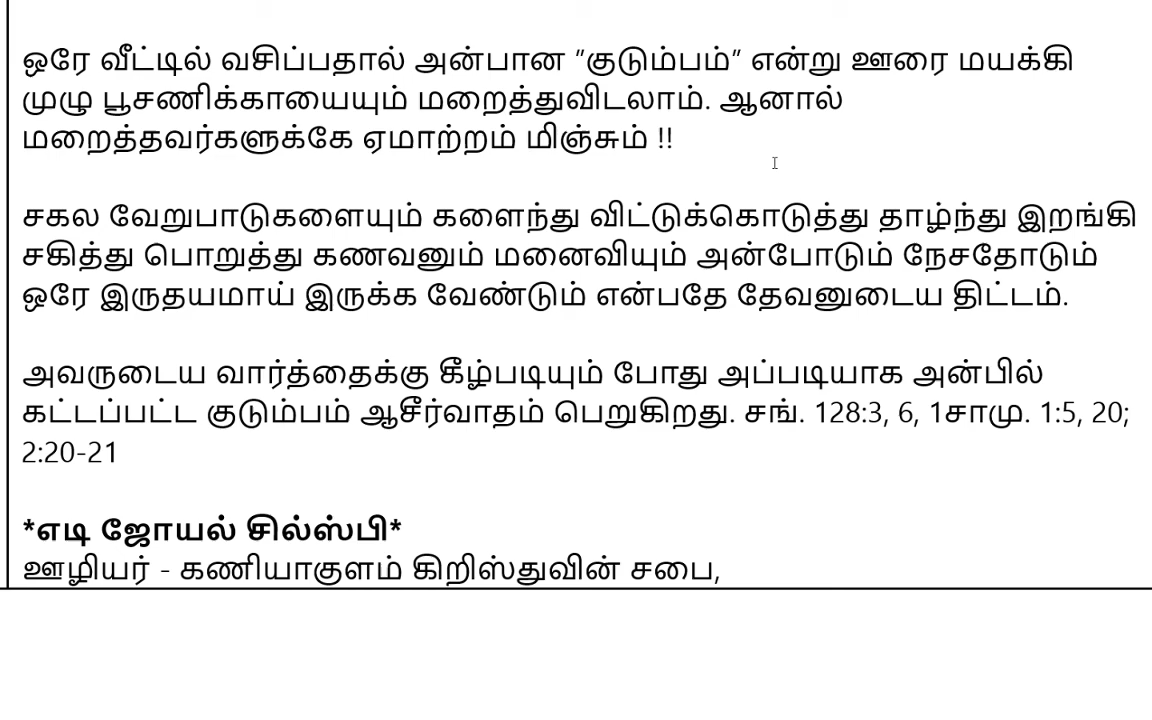 ஒரே வீட்டில் வசிப்பதால் அன்பான "குடும்பம்" என்று ஊரை மயக்கி
முழு பூசணிக்காயையும் மறைத்துவிடலாம். ஆனால்
மறைத்தவர்களுக்கே ஏமாற்றம் மிஞ்சும் !!
சகல வேறுபாடுகளையும் களைந்து விட்டுக்கொடுத்து தாழ்ந்து இறங்கி
சகித்து பொறுத்து கணவனும் மனைவியும் அன்போடும் நேசதோடும்
ஒரே இருதயமாய் இருக்க வேண்டும் என்பதே தேவனுடைய திட்டம்.
அவருடைய வார்த்தைக்கு கீழ்படியும் போது அப்படியாக அன்பில்
கட்டப்பட்ட குடும்பம் ஆசீர்வாதம் பெறுகிறது. சங். 128:3, 6, 1சாமு. 1:5, 20;
2:20-21
*எடி ஜோயல் சில்ஸ்பி*
ஊழியர் - கணியாகுளம் கிறிஸ்துவின் சபை,